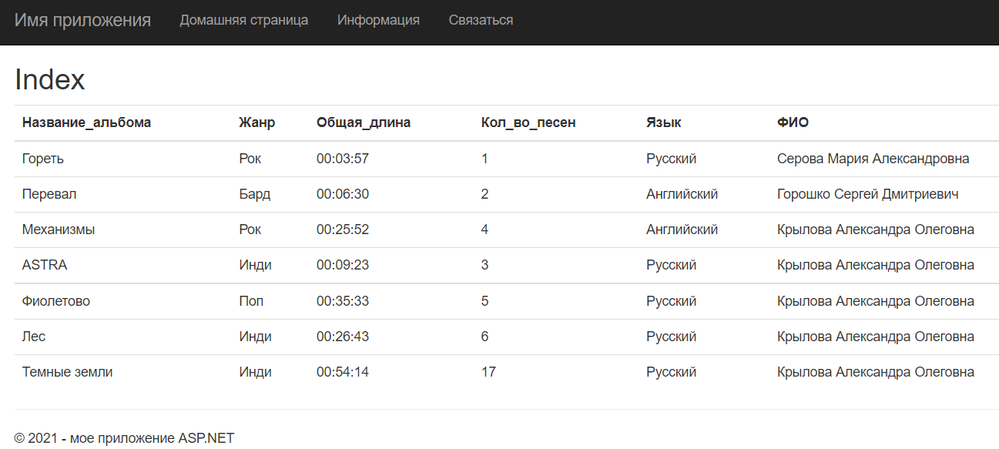 Имя приложения Домашняя страница Информация Связаться
Index
Название_альбома Жанр Общая_длина Кол_во_песен Язык ФИО
Гореть Рок 00:03:57 1 Русский Серова Мария Александровна
Перевал Бард 00:06:30 2 Английский Горошко Сергей Дмитриевич
Механизмы Рок 00:25:52 4 Английский Крылова Александра Олеговна
ASTRA Инди 00:09:23 3 Русский Крылова Александра Олеговна
Фиолетово Поп 00:35:33 5 Русский Крылова Александра Олеговна
Лес Инди 00:26:43 6 Русский Крылова Александра Олеговна
Темные земли Инди 00:54:14 17 Русский Крылова Александра Олеговна
© 2021 - мое приложение ASP.NET